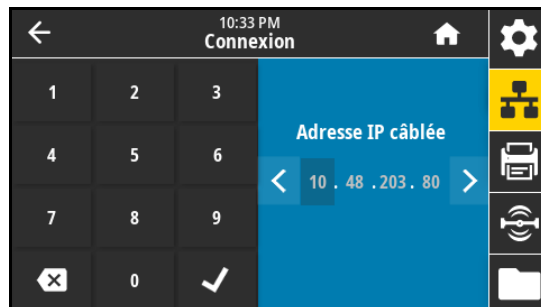 10:33 PM
Connexion
1 2 3
4 5 6
7 8 9
0
Adresse IP câblée
10 . 48 . 203 . 80